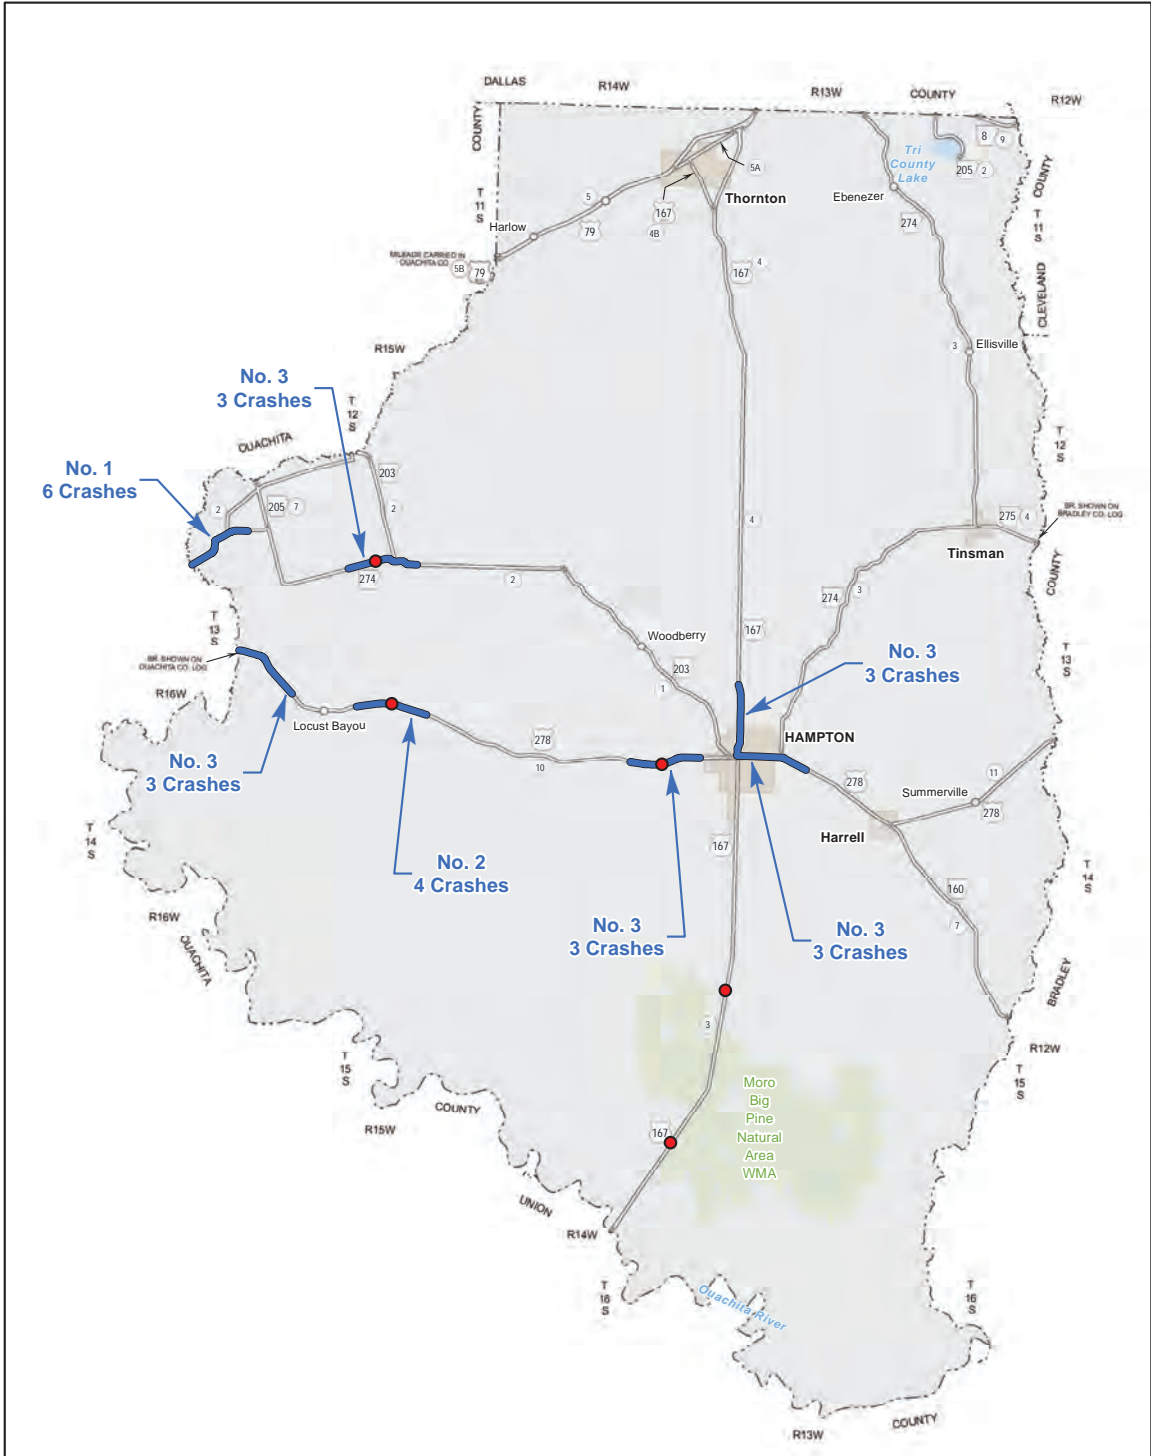 DALLAS
R14W
R13W
COUNTY
R12W
COUNTY
8
9
Tri
County
Lake
205
2
COUNTY
5A
T
11
S
Thornton
Ebenezer
T
11
S
5
167
274
Harlow
79
4B
MILEAGE CARRIED IN
OUACHITA CO.
5B
79
167
4
CLEVELAND
R15W
3
Ellisville
No. 3
3 Crashes
T
12
S
OUACHITA
T
12
S
No. 1
6 Crashes
203
2
205
7
2
4
275
4
BR. SHOWN ON
BRADLEY CO. LOG
Tinsman
274
2
COUNTY
274
3
T
13
S
Woodberry
167
T
13
S
BR. SHOWN ON
OUACHITA CO. LOG
No. 3
3 Crashes
203
1
R16W
Locust Bayou
278
10
HAMPTON
No. 3
3 Crashes
278
11
Summerville
278
T
14
S
Harrell
167
No. 2
4 Crashes
T
14
S
160
7
R16W
No. 3
3 Crashes
No. 3
3 Crashes
OUACHITA
BRADLEY
3
R12W
T
15
S
T
15
S
Moro
Big
Pine
Natural
Area
WMA
COUNTY
R15W
167
UNION
R14W
T
16
S
Ouachita River
T
16
S
COUNTY
R13W